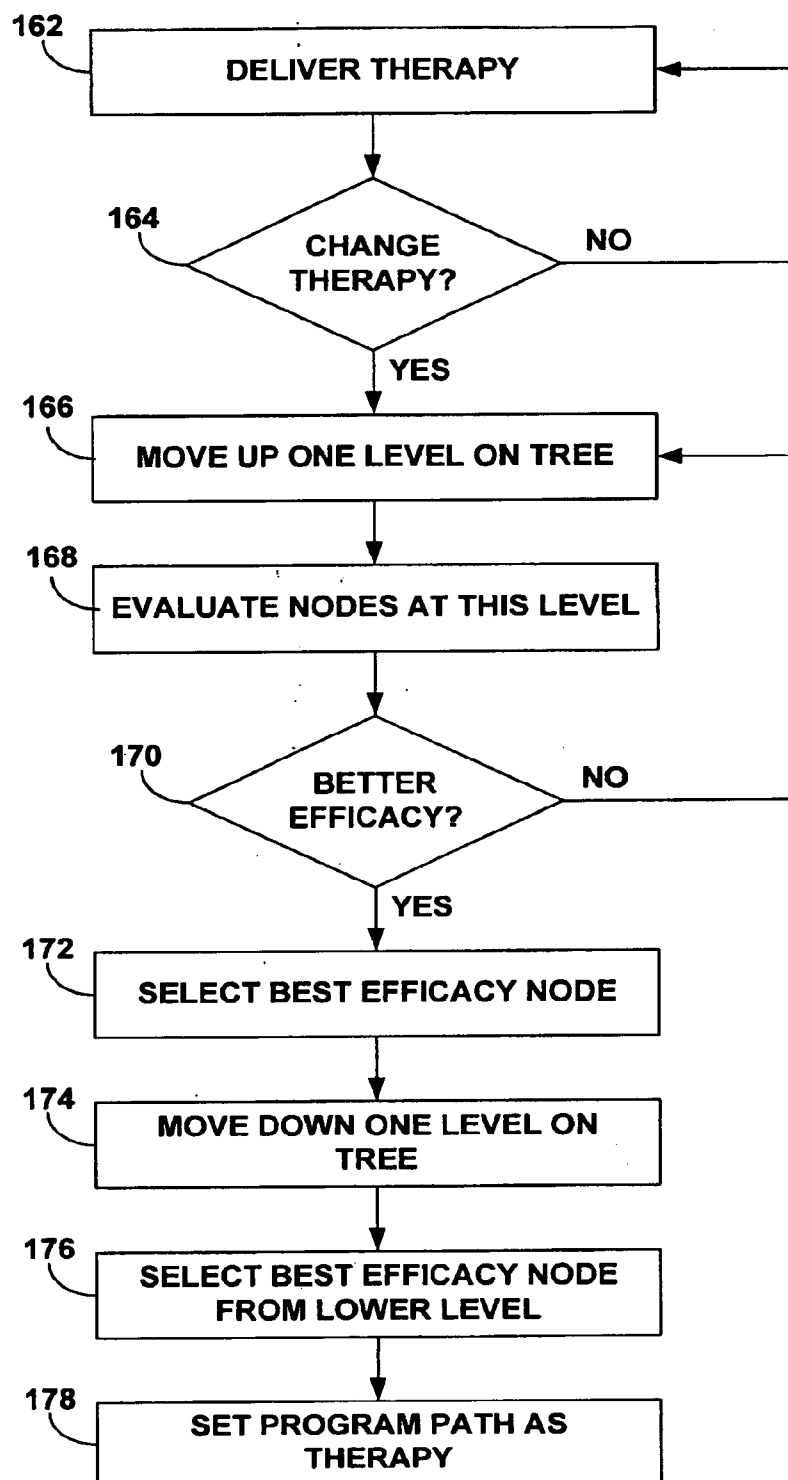 162
DELIVER THERAPY
164
CHANGE
THERAPY?
NO
YES
166
MOVE UP ONE LEVEL ON TREE
168
EVALUATE NODES AT THIS LEVEL
170
BETTER
EFFICACY?
NO
YES
172
SELECT BEST EFFICACY NODE
174
MOVE DOWN ONE LEVEL ON
TREE
176
SELECT BEST EFFICACY NODE
FROM LOWER LEVEL
178
SET PROGRAM PATH AS
THERAPY